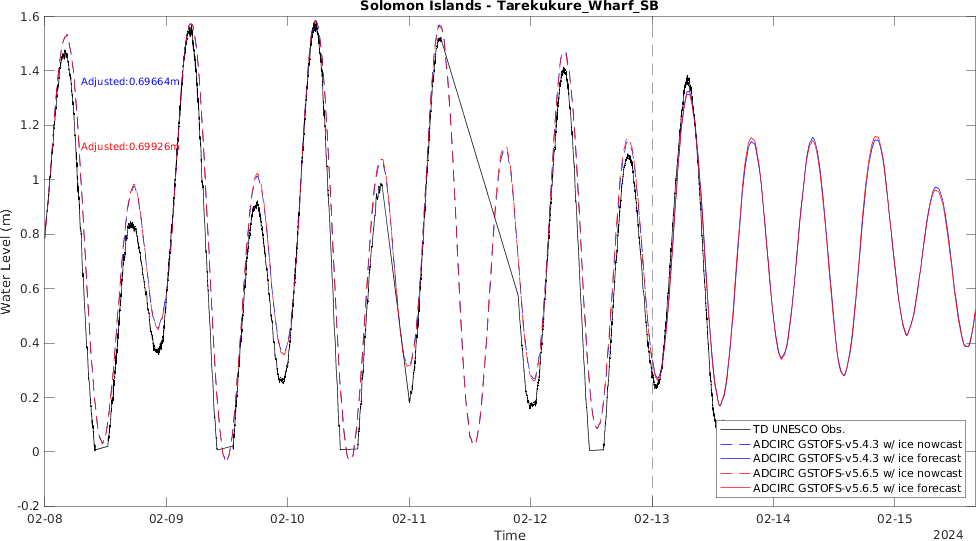 Solomon Islands - Tarekukure_Wharf_SB
1.6
1.4
1.2
1
0.8
0.6
0.4
0.2
0
-0.2
Water Level (m)
Adjusted:0.69664m
Adjusted:0.69926m
TD UNESCO Obs.
ADCIRC GSTOFS-v5.4.3 w/ ice nowcast
ADCIRC GSTOFS-v5.4.3 w/ ice forecast
ADCIRC GSTOFS-v5.6.5 w/ ice nowcast
ADCIRC GSTOFS-v5.6.5 w/ ice forecast
02-08 02-09 02-10 02-11 02-12 02-13 02-14 02-15
Time
2024